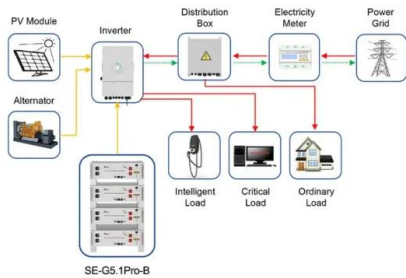 PV Module
Inverter
Distribution
Box
Electricity
Meter
Power
Grid
Alternator
Intelligent
Load
Critical
Load
Ordinary
Load
SE-G5.1Pro-B